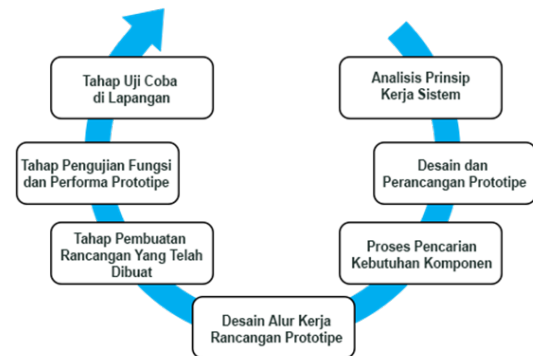 Analisis Prinsip
Kerja Sistem
Desain dan
Perancangan Prototipe
Proses Pencarian
Kebutuhan Komponen
Desain Alur Kerja
Rancangan Prototipe
Tahap Pembuatan
Rancangan Yang Telah
Dibuat
Tahap Pengujian Fungsi
dan Performa Prototipe
Tahap Uji Coba
di Lapangan